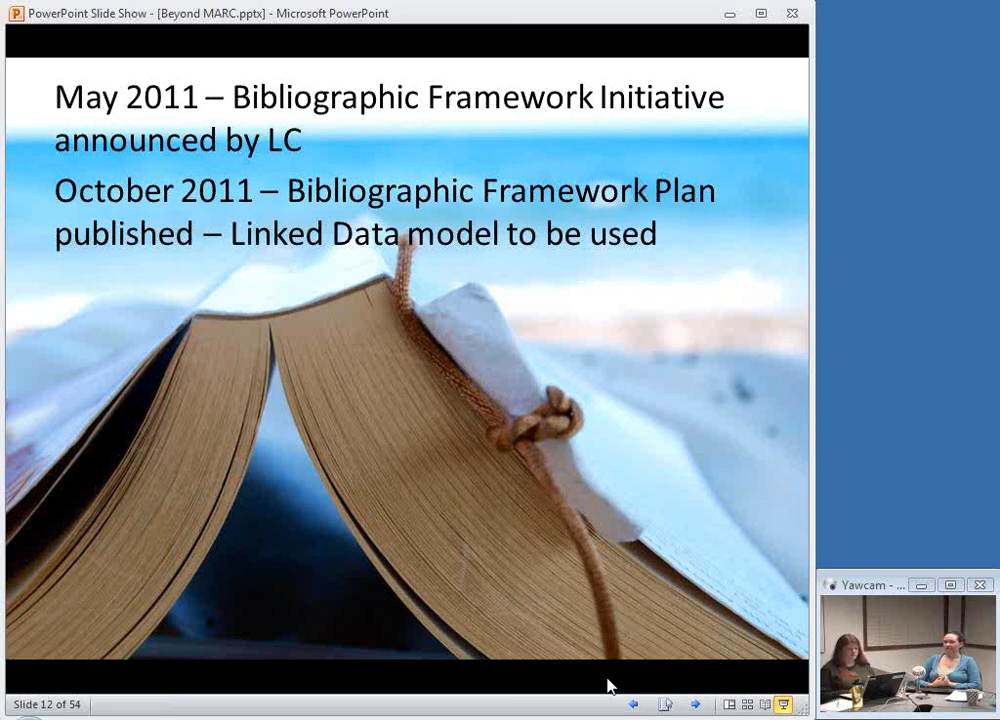 PowerPoint Slide Show - [Beyond MARC.pptx] - Microsoft PowerPoint
May 2011 – Bibliographic Framework Initiative
announced by LC
October 2011 – Bibliographic Framework Plan
published – Linked Data model to be used
Yawcam - ...
Slide 12 of 54